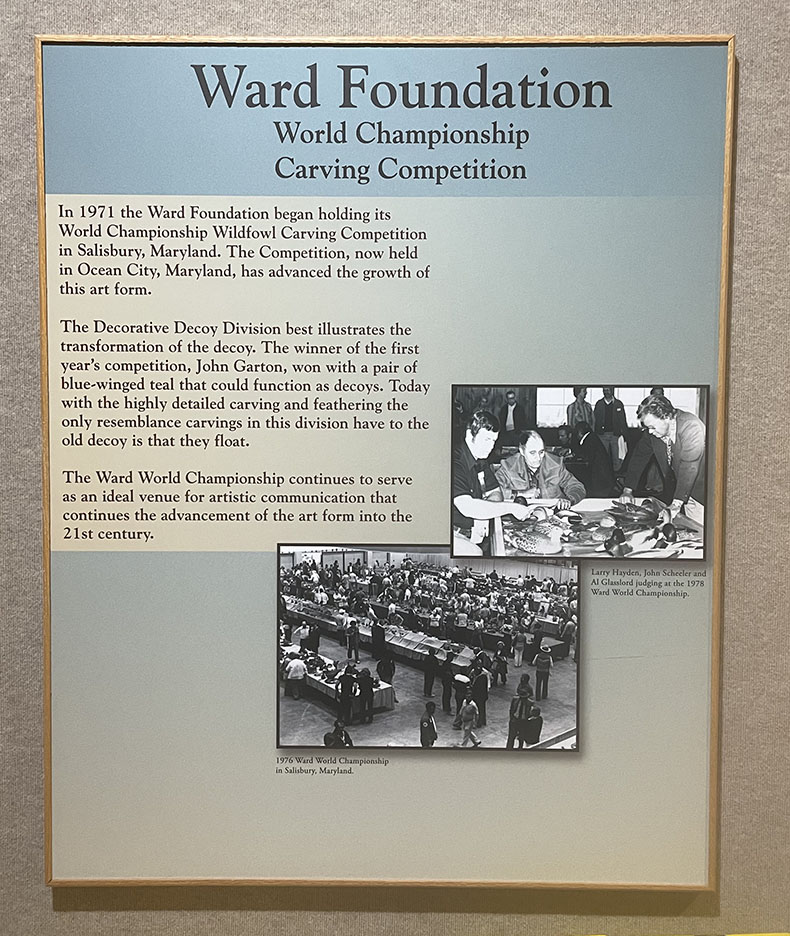 Ward Foundation
World Championship
Carving Competition
In 1971 the Ward Foundation began holding its
World Championship Wildfowl Carving Competition
in Salisbury, Maryland. The Competition, now held
in Ocean City, Maryland, has advanced the growth of
this art form.
The Decorative Decoy Division best illustrates the
transformation of the decoy. The winner of the first
year's competition, John Garton, won with a pair of
blue-winged teal that could function as decoys. Today
with the highly detailed carving and feathering the
only resemblance carvings in this division have to the
old decoy is that they float.
The Ward World Championship continues to serve
as an ideal venue for artistic communication that
continues the advancement of the art form into the
21st century.
Larry Hayden, John Scheeler and
Al Glassford judging at the 1978
Ward World Championship.
1976 Ward World Championship
in Salisbury, Maryland.